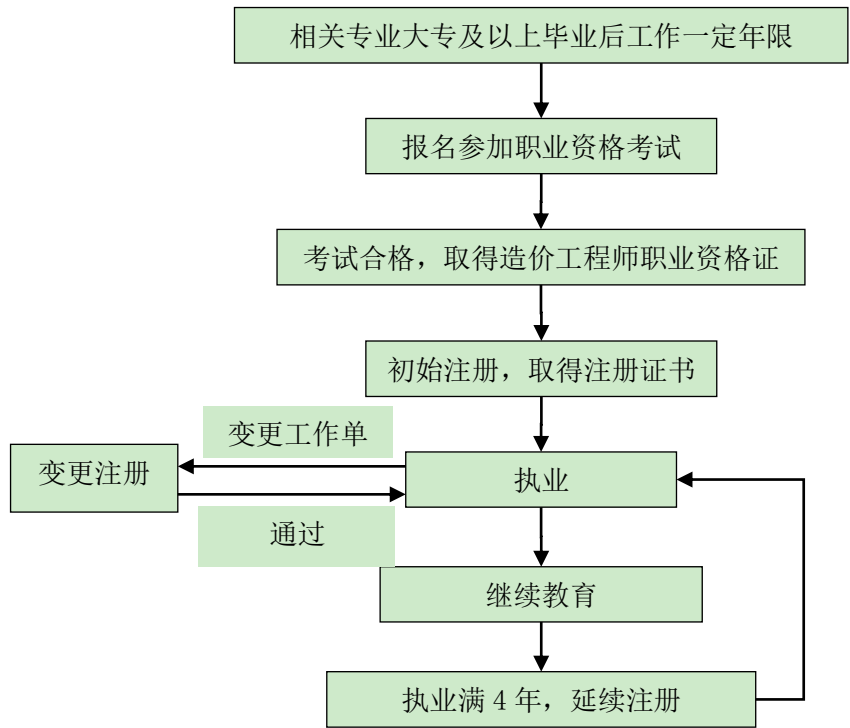 相关专业大专及以上毕业后工作一定年限
报名参加职业资格考试
考试合格，取得造价工程师职业资格证
初始注册，取得注册证书
变更工作单
变更注册
执业
通过
继续教育
执业满 4 年，延续注册